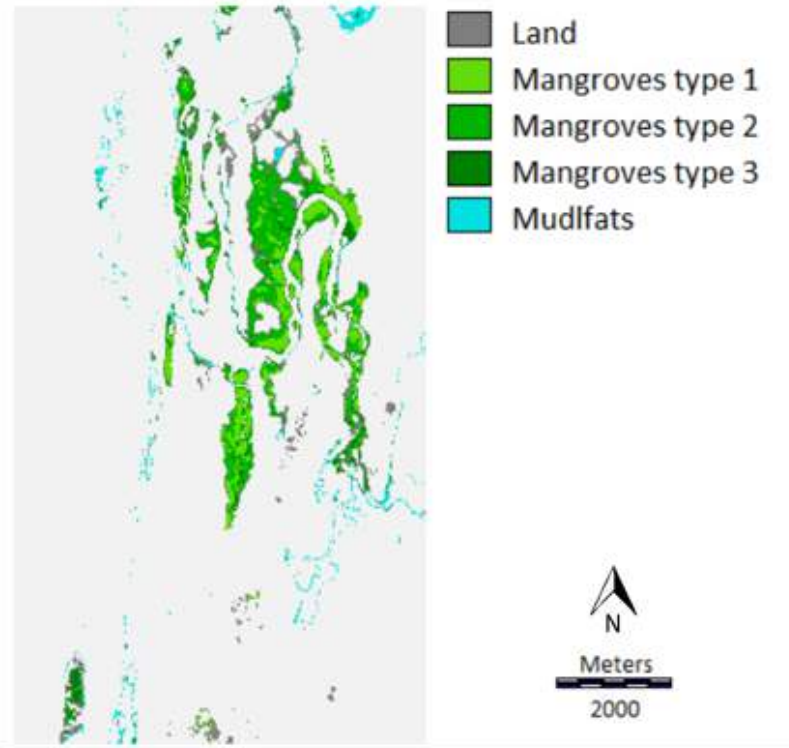 Land
Mangroves type 1
Mangroves type 2
Mangroves type 3
Mudlfats
N
Meters
2000